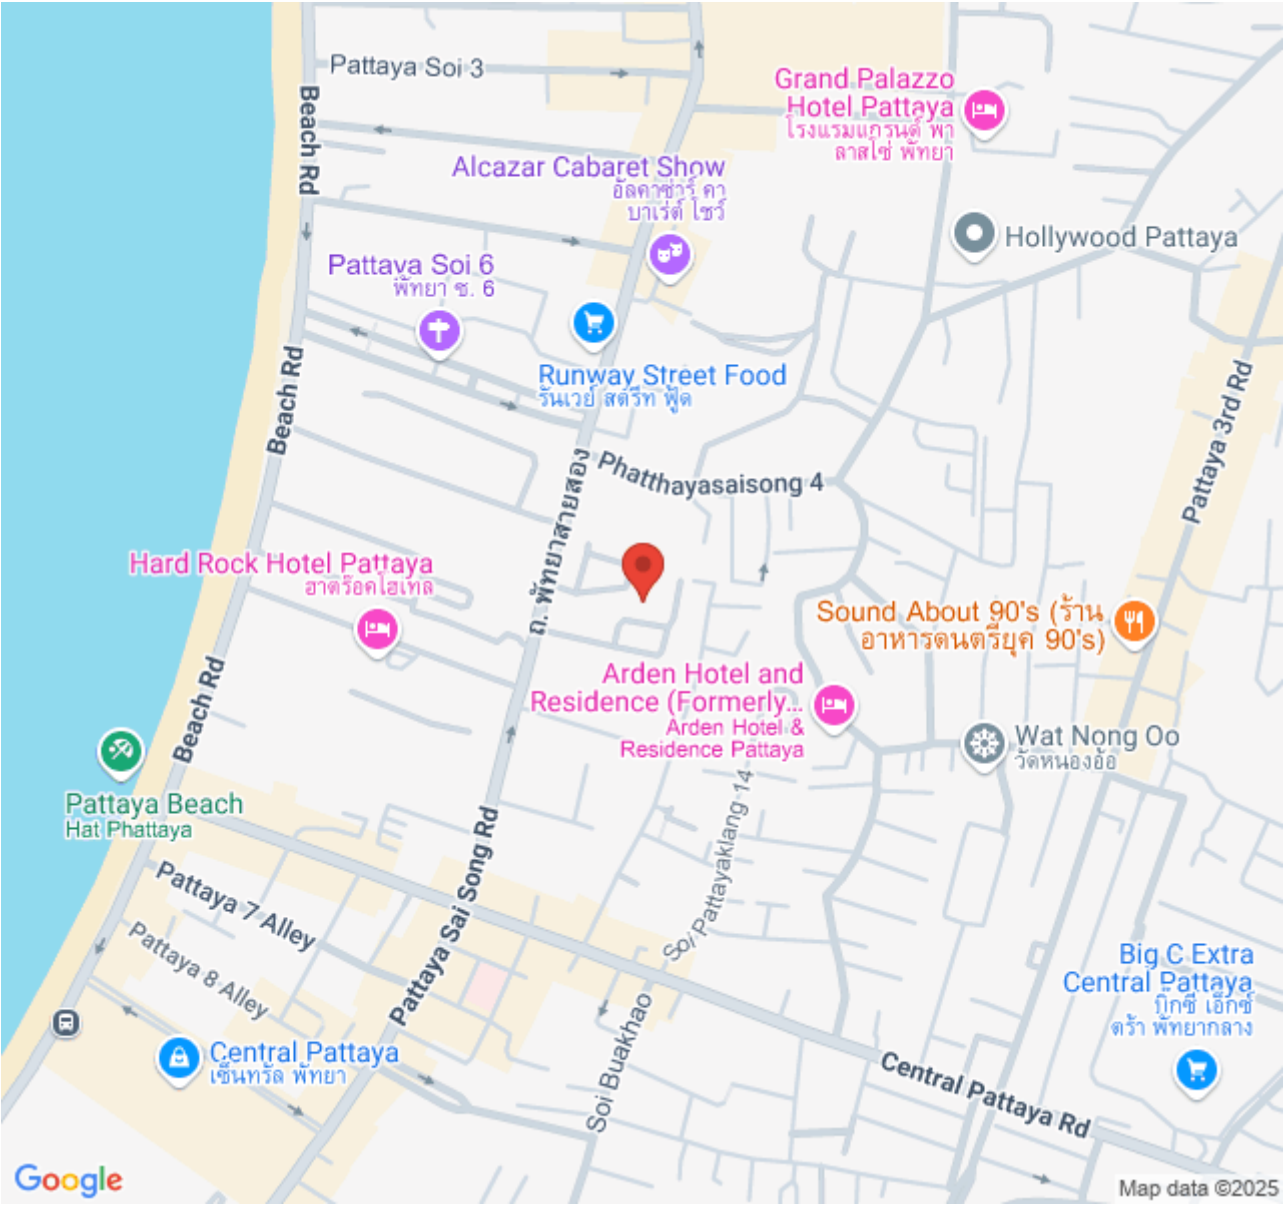 Pattaya Soi 3
Beach Rd
Grand Palazzo
Hotel Pattaya
โรงแรมแกรนด์ พา
ลาสโซ่ พัทยา
Alcazar Cabaret Show
อัลคาซ่าร์ คา
บาเร่ต์ โชว์
Hollywood Pattaya
Pattaya Soi 6
พัทยา ซ. 6
Runway Street Food
รันเวย์ สตรีท ฟู้ด
Beach Rd
Pattaya 3rd Rd
Phatthayasaisong 4
ถ. พัทยาสายสอง
Hard Rock Hotel Pattaya
ฮาดร๊อคโฮเทล
Sound About 90's (ร้าน
อาหารดนตรียุค 90's)
Arden Hotel and
Residence (Formerly...
Arden Hotel &
Residence Pattaya
Beach Rd
Wat Nong Oo
วัดหนองอ้อ
Pattaya Beach
Hat Phattaya
Pattaya Sai Song Rd
Soi Pattayaklang 14
Pattaya 7 Alley
Pattaya 8 Alley
Big C Extra
Central Pattaya
บิ๊กซี เอ็กซ์
ตร้า พัทยากลาง
Central Pattaya
เซ็นทรัล พัทยา
Soi Buakhao
Central Pattaya Rd
Google
Map data ©2025